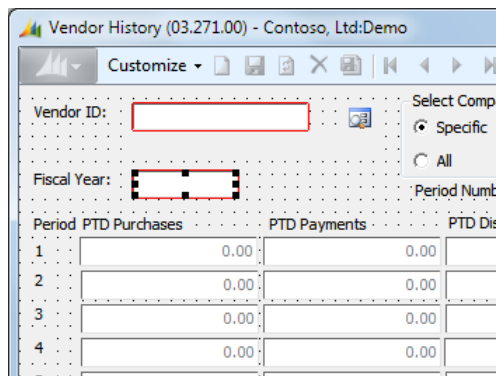 Vendor History (03.271.00) - Contoso, Ltd:Demo
Customize
Vendor ID:
Select Comp
Specific
All
Fiscal Year:
Period Numb
Period PTD Purchases PTD Payments PTD Dis
1 0.00 0.00
2 0.00 0.00
3 0.00 0.00
4 0.00 0.00